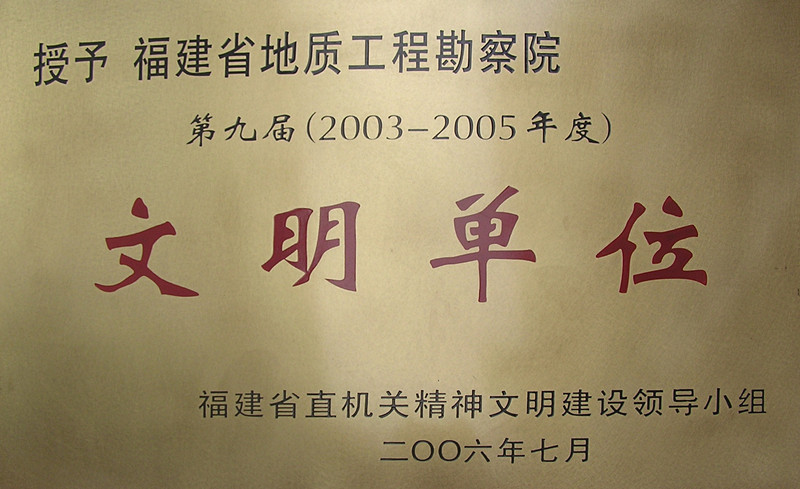 授予 福建省地质工程勘察院
第九届(2003-2005年度)
文明单位
福建省直机关精神文明建设领导小组
二〇〇六年七月